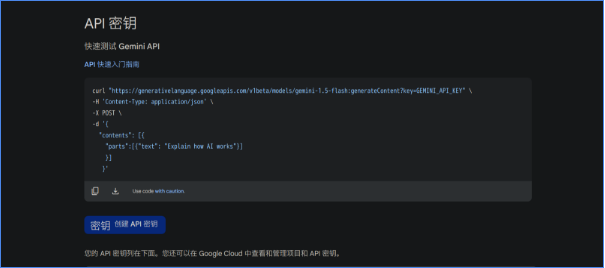 API 密钥
快速测试 Gemini API
API 快速入门指南
curl "https://generativelanguage.googleapis.com/v1beta/models/gemini-1.5-flash:generateContent?key=GEMINI_API_KEY" \
-H 'Content-Type: application/json' \
-X POST \
-d '{
"contents": [{
"parts":[{"text": "Explain how AI works"}]
}]
}'
Use code with caution.
密钥 创建 API 密钥
您的 API 密钥列在下面。您还可以在 Google Cloud 中查看和管理项目和 API 密钥。